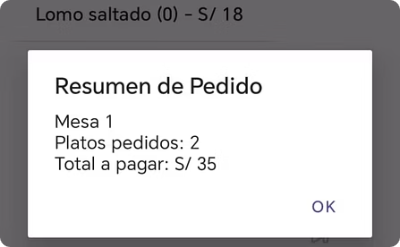 Lomo saltado (0) - S/ 18
Resumen de Pedido
Mesa 1
Platos pedidos: 2
Total a pagar: S/ 35
OK